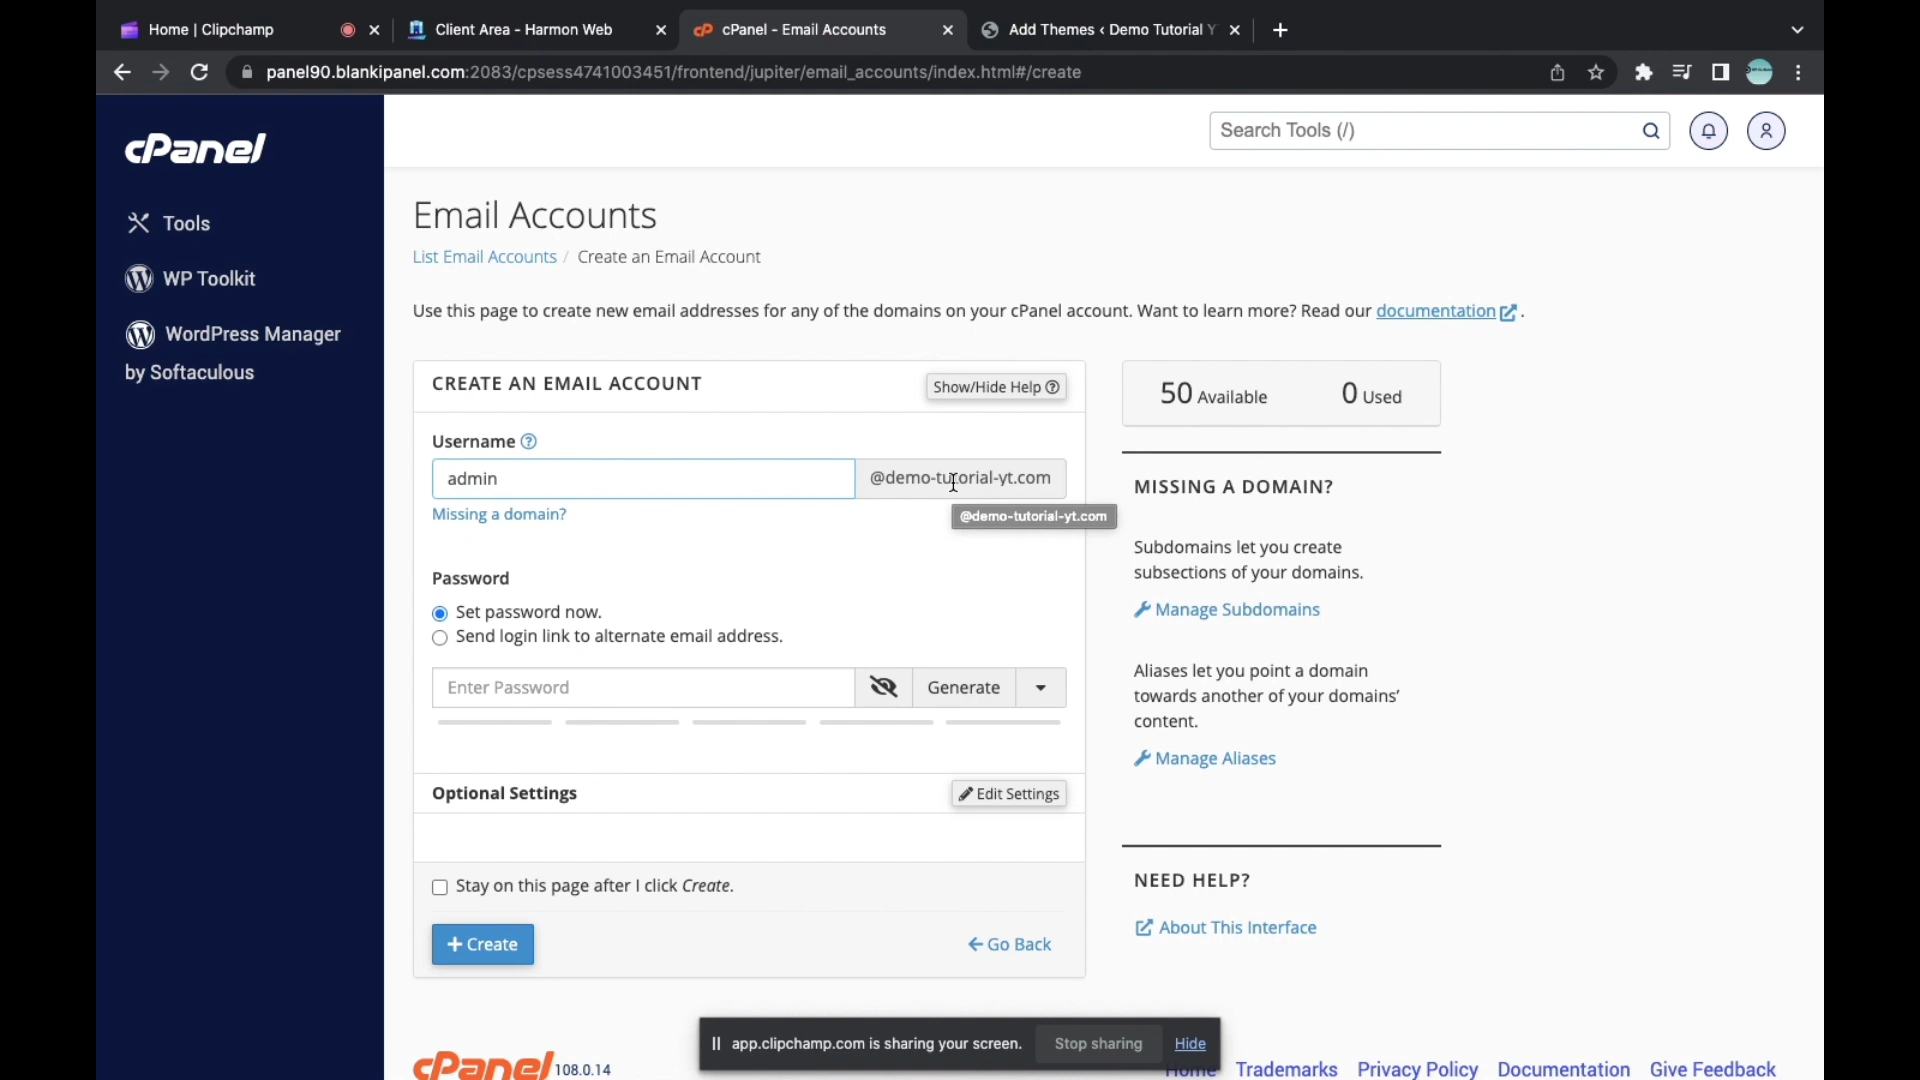 Home | Clipchamp
Client Area - Harmon Web
cPanel - Email Accounts
Add Themes ‹ Demo Tutorial
panel90.blankipanel.com:2083/cpsess4741003451/frontend/jupiter/email_accounts/index.html#/create
cPanel
Search Tools (/)
Tools
WP Toolkit
WordPress Manager
by Softaculous
Email Accounts
List Email Accounts / Create an Email Account
Use this page to create new email addresses for any of the domains on your cPanel account. Want to learn more? Read our documentation .
CREATE AN EMAIL ACCOUNT
Show/Hide Help
50 Available
0 Used
Username
admin
@demo-tutorial-yt.com
Missing a domain?
@demo-tutorial-yt.com
Password
Set password now.
Send login link to alternate email address.
Enter Password
Generate
Optional Settings
Edit Settings
Stay on this page after I click Create.
+ Create
Go Back
MISSING A DOMAIN?
Subdomains let you create
subsections of your domains.
Manage Subdomains
Aliases let you point a domain
towards another of your domains’
content.
Manage Aliases
NEED HELP?
About This Interface
app.clipchamp.com is sharing your screen.
Stop sharing
Hide
cPanel 108.0.14
Home
Trademarks
Privacy Policy
Documentation
Give Feedback